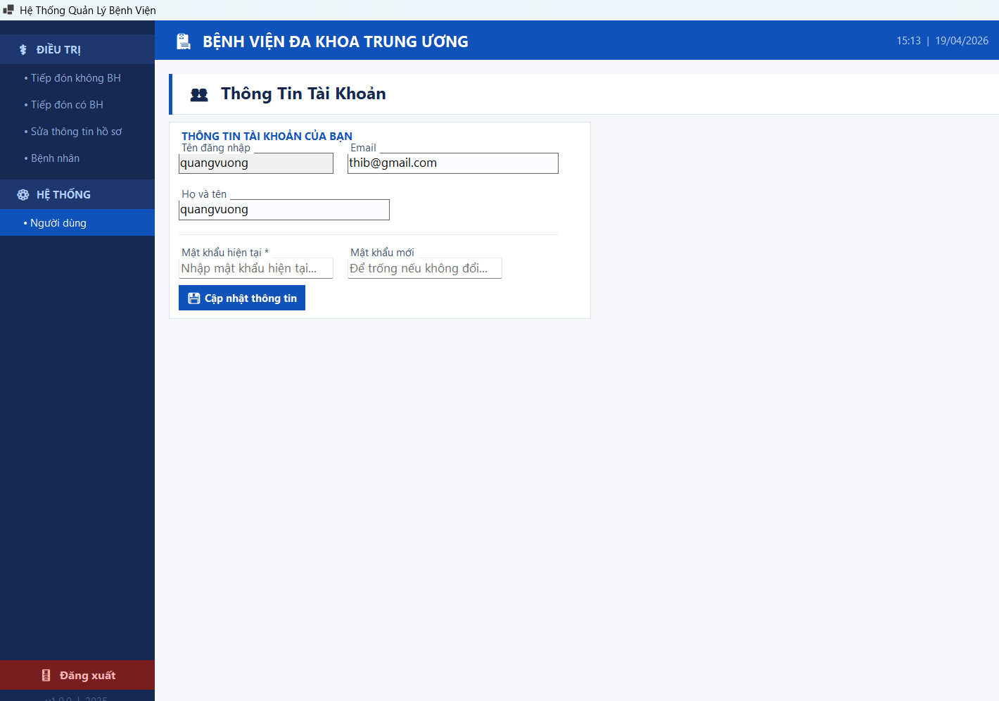 Hệ Thống Quản Lý Bệnh Viện
ĐIỀU TRỊ
• Tiếp đón không BH
• Tiếp đón có BH
• Sửa thông tin hồ sơ
• Bệnh nhân
HỆ THỐNG
• Người dùng
Đăng xuất
v1.0.0 | 2025
BỆNH VIỆN ĐA KHOA TRUNG ƯƠNG
15:13 | 19/04/2026
Thông Tin Tài Khoản
THÔNG TIN TÀI KHOẢN CỦA BẠN
Tên đăng nhập Email
quangvuong thib@gmail.com
Họ và tên
quangvuong
Mật khẩu hiện tại * Mật khẩu mới
Nhập mật khẩu hiện tại... Để trống nếu không đổi...
Cập nhật thông tin